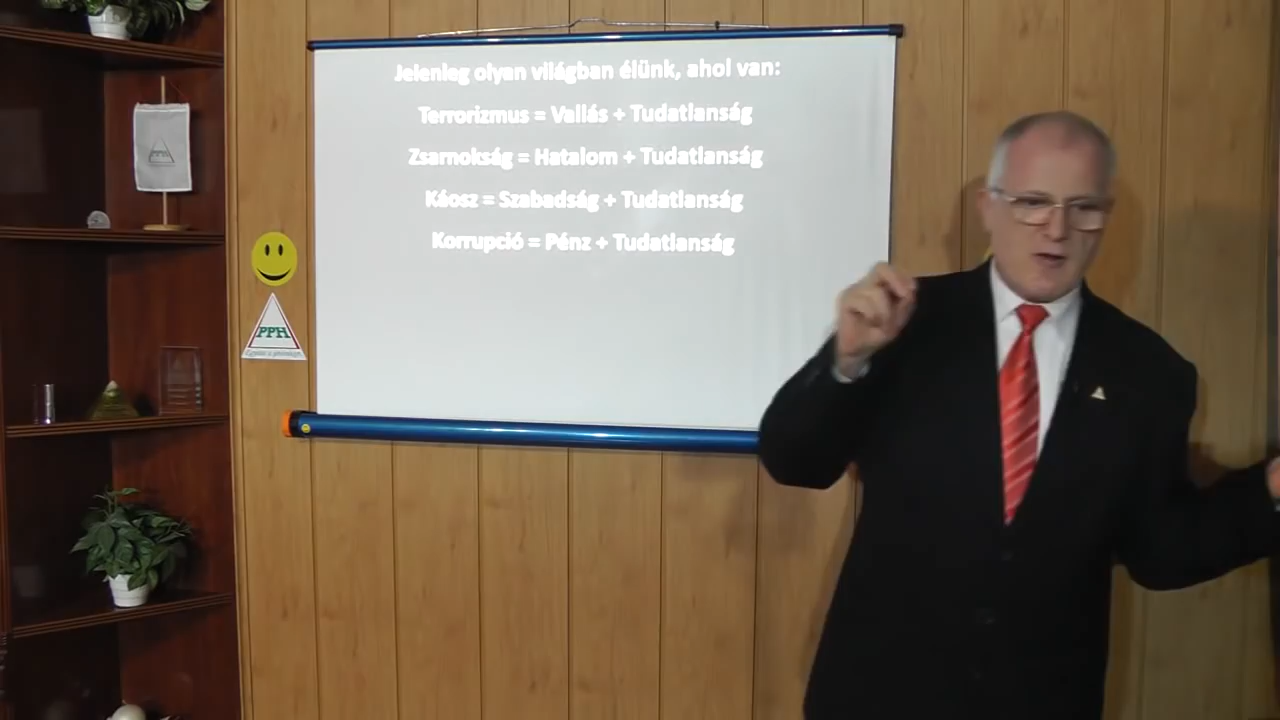 Jelenleg olyan világban élünk, ahol van:
Terrorizmus = Vallás + Tudatlanság
Zsarnokság = Hatalom + Tudatlanság
Káosz = Szabadság + Tudatlanság
Korrupció = Pénz + Tudatlanság
PPH